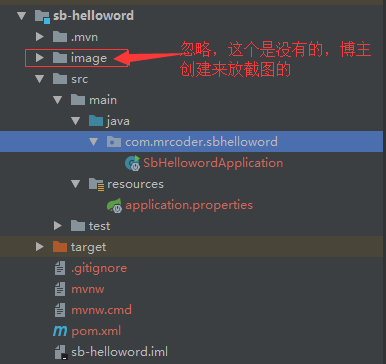 sb-helloword
.mvn
image
忽略，这个是没有的，博主
创建来放截图的
src
main
java
com.mrcoder.sbhelloword
SbHellowordApplication
resources
application.properties
test
target
.gitignore
mvnw
mvnw.cmd
pom.xml
sb-helloword.iml